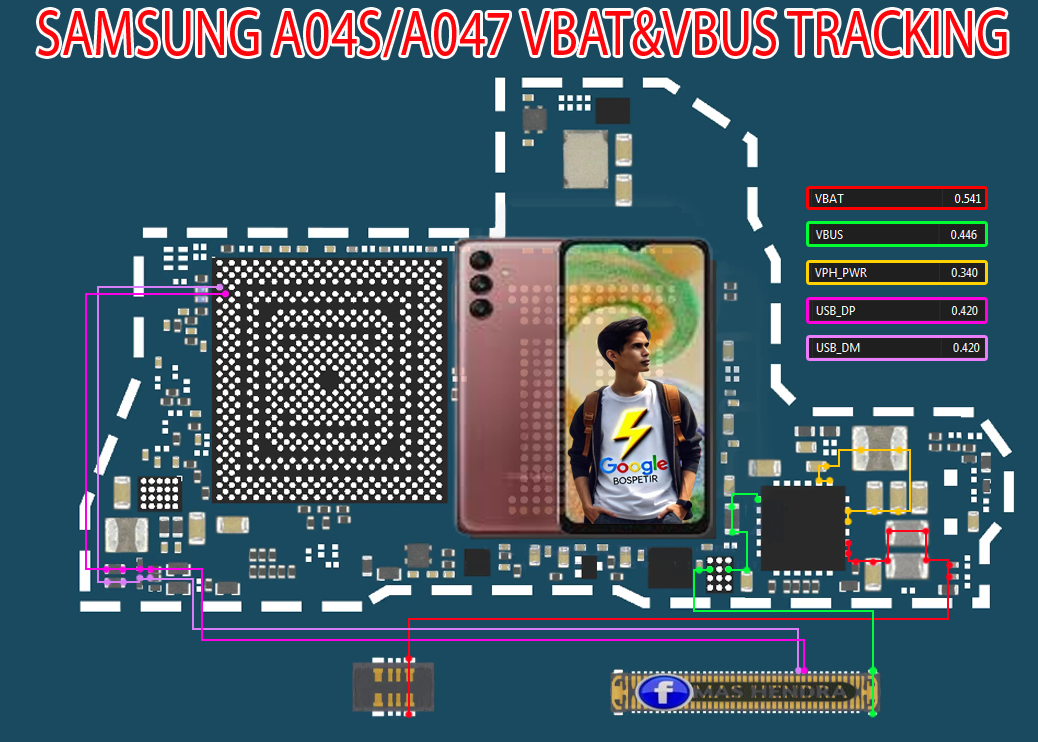 SAMSUNG A04S/A047 VBAT&VBUS TRACKING
VBAT 0.541
VBUS 0.446
VPH_PWR 0.340
USB_DP 0.420
USB_DM 0.420
Google
BOSPETIR
f MAS HENDRA